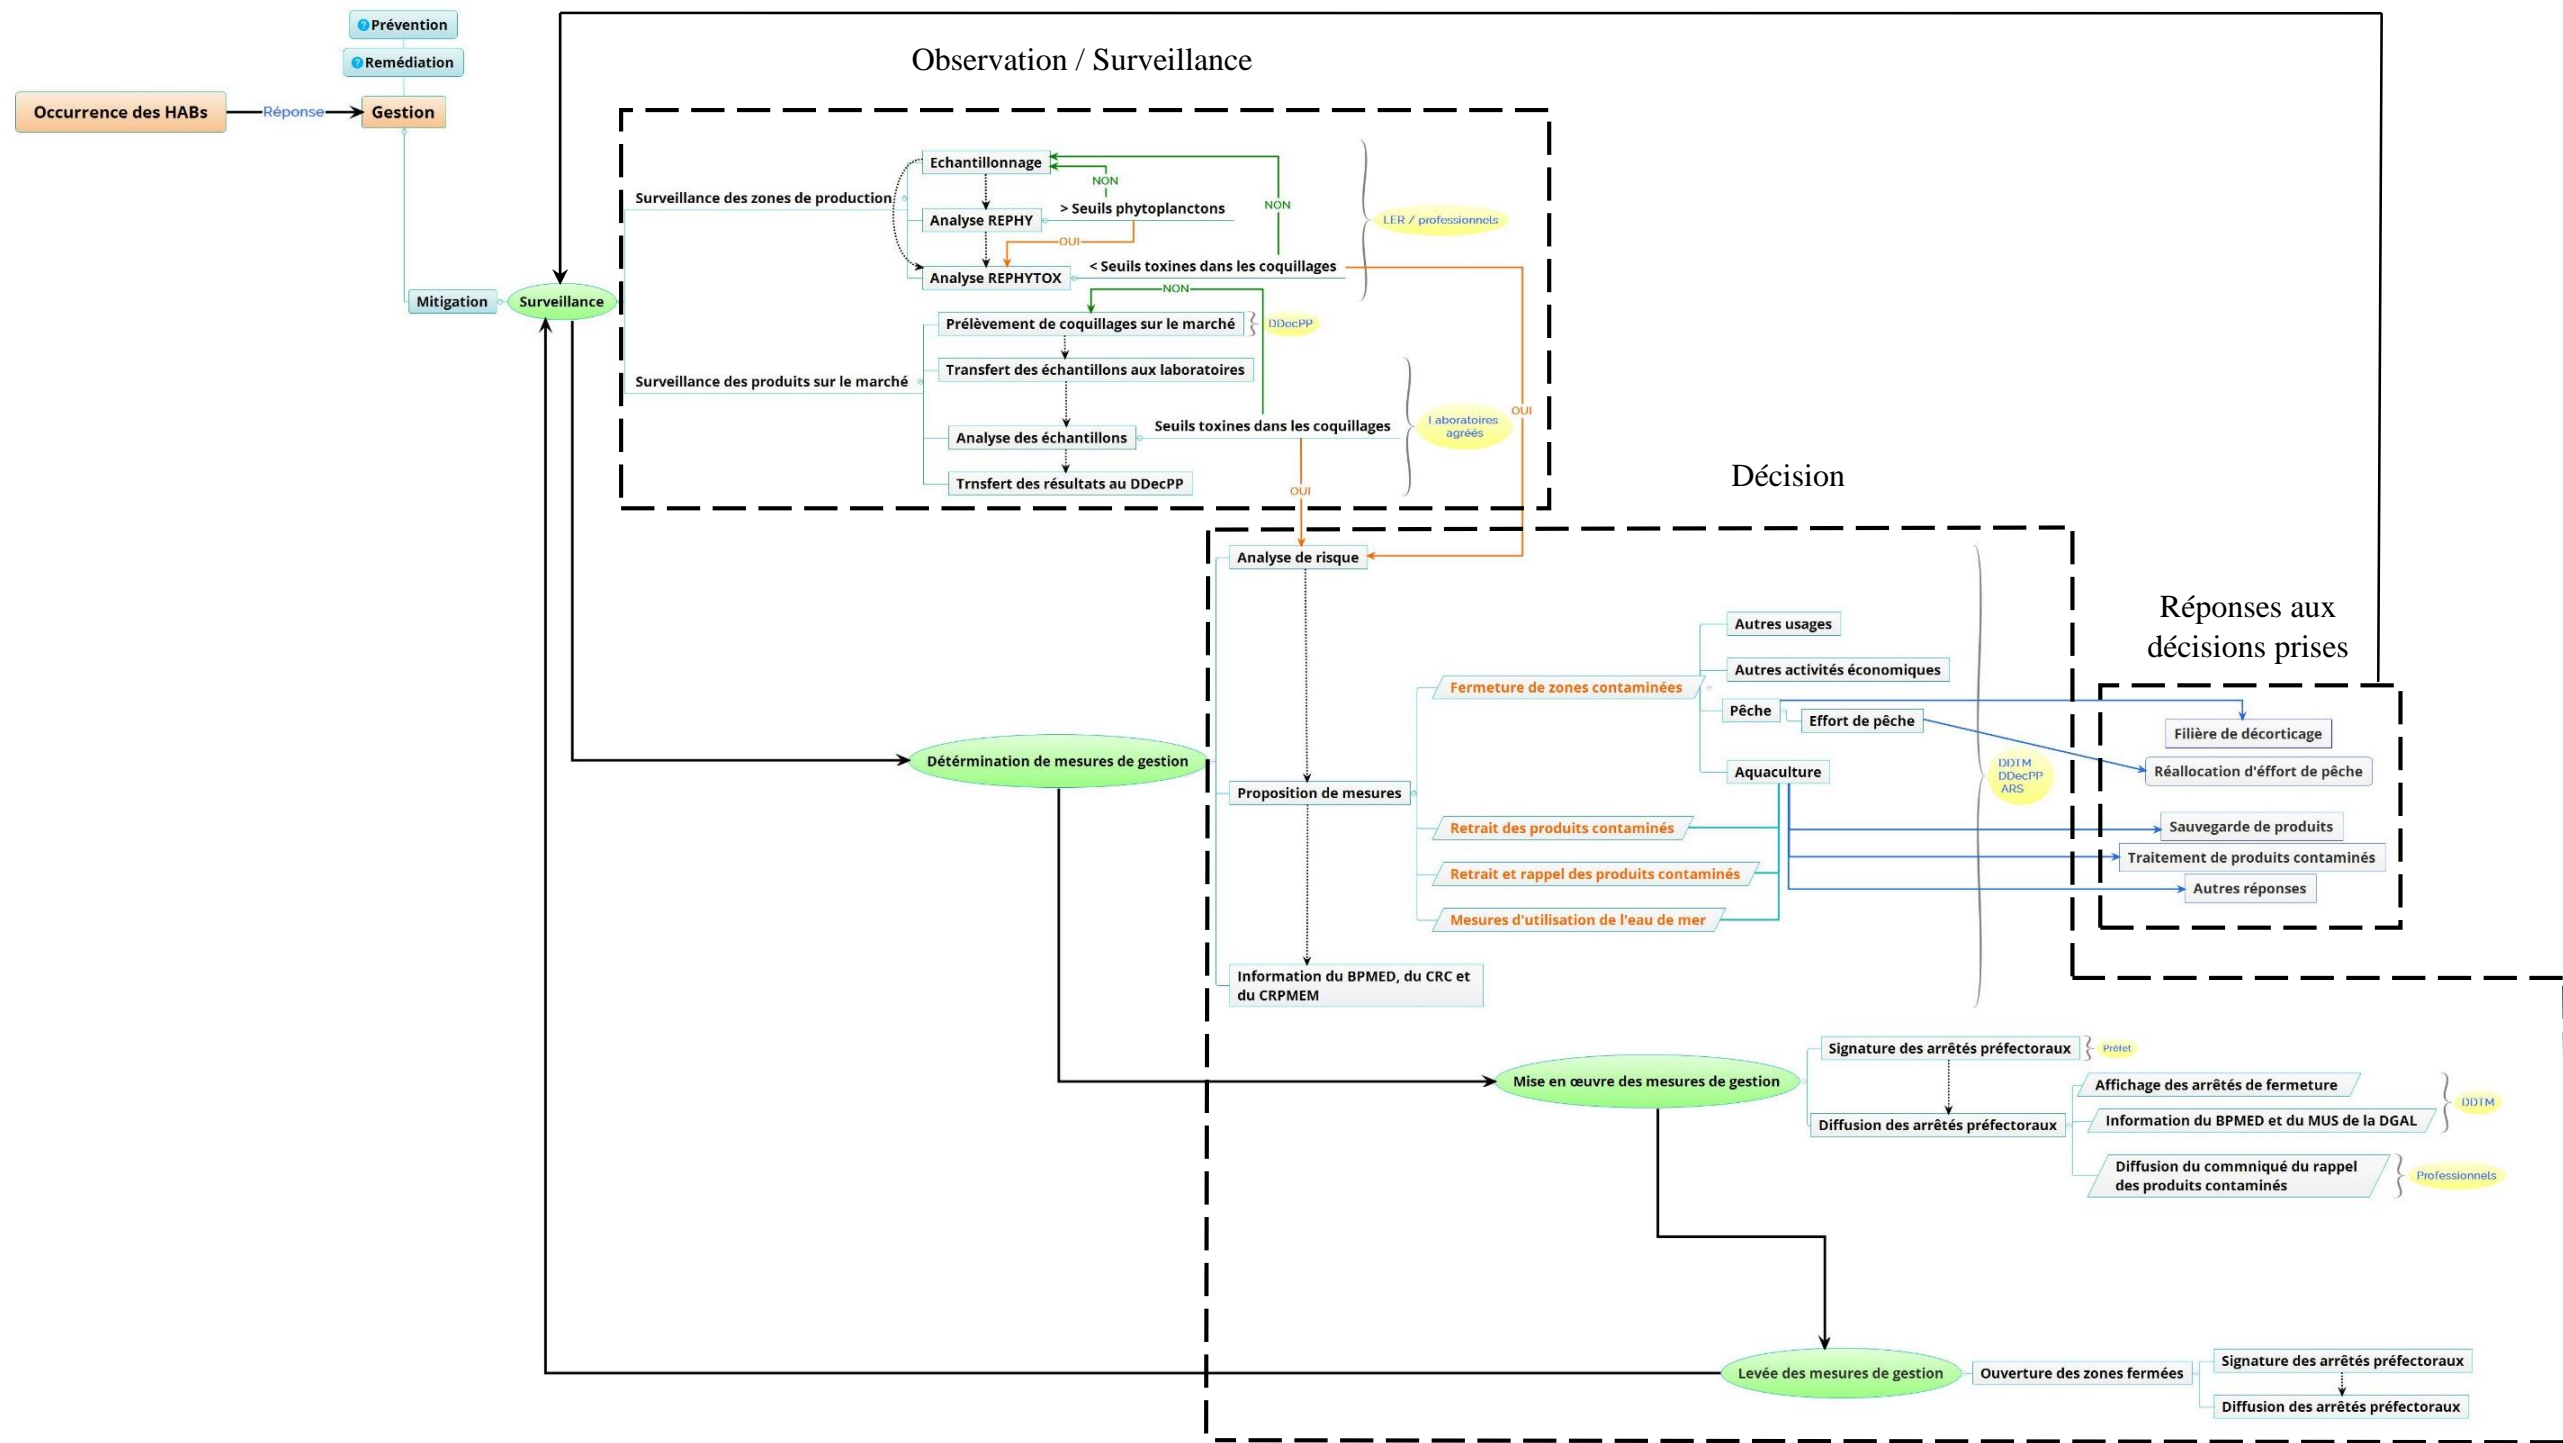 Prévention
Remédiation
Observation / Surveillance
Occurrence des HABs
Réponse
Gestion
Echantillonnage
NON
Surveillance des zones de production
> Seuils phytoplanctons
NON
Analyse REPHY
LER / professionnels
OUI
< Seuils toxines dans les coquillages
Analyse REPHYTOX
NON
Mitigation
Surveillance
Prélèvement de coquillages sur le marché
DDecPP
Transfert des échantillons aux laboratoires
Surveillance des produits sur le marché
OUI
Laboratoires
agréés
Seuils toxines dans les coquillages
Analyse des échantillons
Trnsfert des résultats au DDecPP
OUI
Décision
Analyse de risque
Réponses aux
décisions prises
Autres usages
Autres activités économiques
Fermeture de zones contaminées
Pêche
Effort de pêche
Filière de décorticage
Détérmination de mesures de gestion
Aquaculture
DDTM
DDecPP
ARS
Réallocation d'éffort de pêche
Proposition de mesures
Retrait des produits contaminés
Sauvegarde de produits
Traitement de produits contaminés
Retrait et rappel des produits contaminés
Autres réponses
Mesures d'utilisation de l'eau de mer
Information du BPMED, du CRC et
du CRPMEM
Signature des arrêtés préfectoraux
Préfet
Mise en œuvre des mesures de gestion
Affichage des arrêtés de fermeture
DDTM
Information du BPMED et du MUS de la DGAL
Diffusion des arrêtés préfectoraux
Diffusion du commniqué du rappel
des produits contaminés
Professionnels
Levée des mesures de gestion
Ouverture des zones fermées
Signature des arrêtés préfectoraux
Diffusion des arrêtés préfectoraux